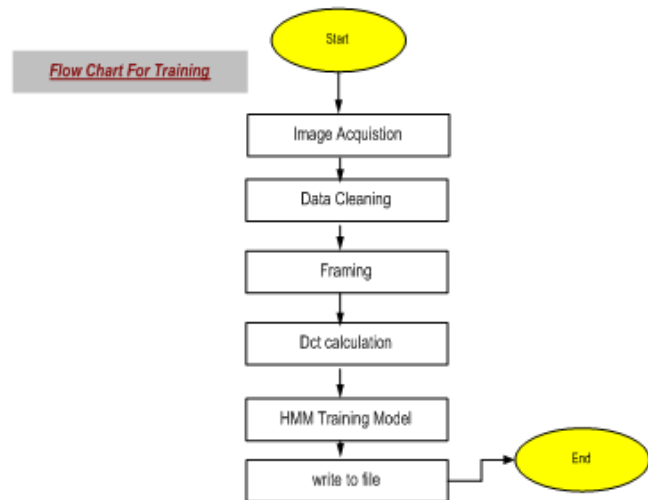 Start
Flow Chart For Training
Image Acquistion
Data Cleaning
Framing
Dct calculation
HMM Training Model
write to file
End